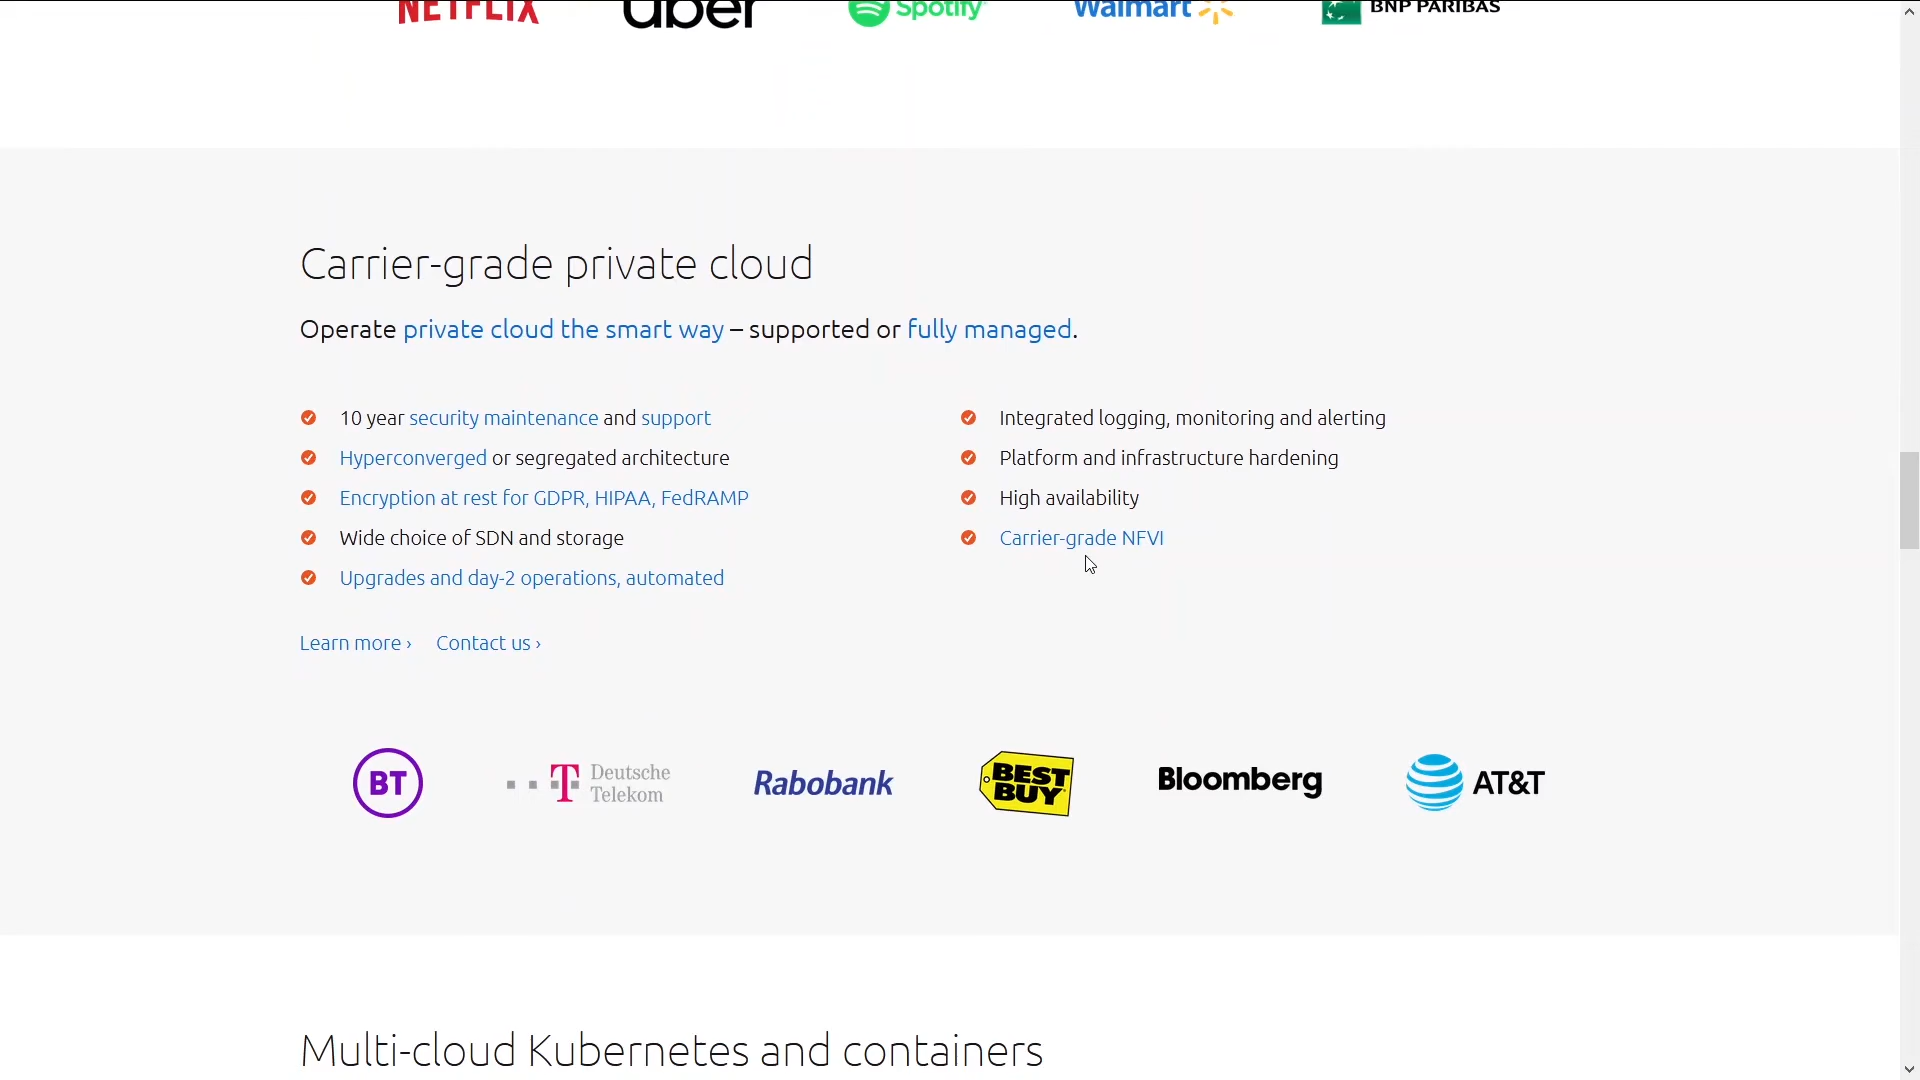 NETFLIX
Uber
Spotify
Walmart
BNP PARIBAS
Carrier-grade private cloud
Operate private cloud the smart way – supported or fully managed.
10 year security maintenance and support
Hyperconverged or segregated architecture
Encryption at rest for GDPR, HIPAA, FedRAMP
Wide choice of SDN and storage
Upgrades and day-2 operations, automated
Integrated logging, monitoring and alerting
Platform and infrastructure hardening
High availability
Carrier-grade NFVI
Learn more ›
Contact us ›
BT
T Deutsche
Telekom
Rabobank
BEST
BUY
Bloomberg
AT&T
Multi-cloud Kubernetes and containers